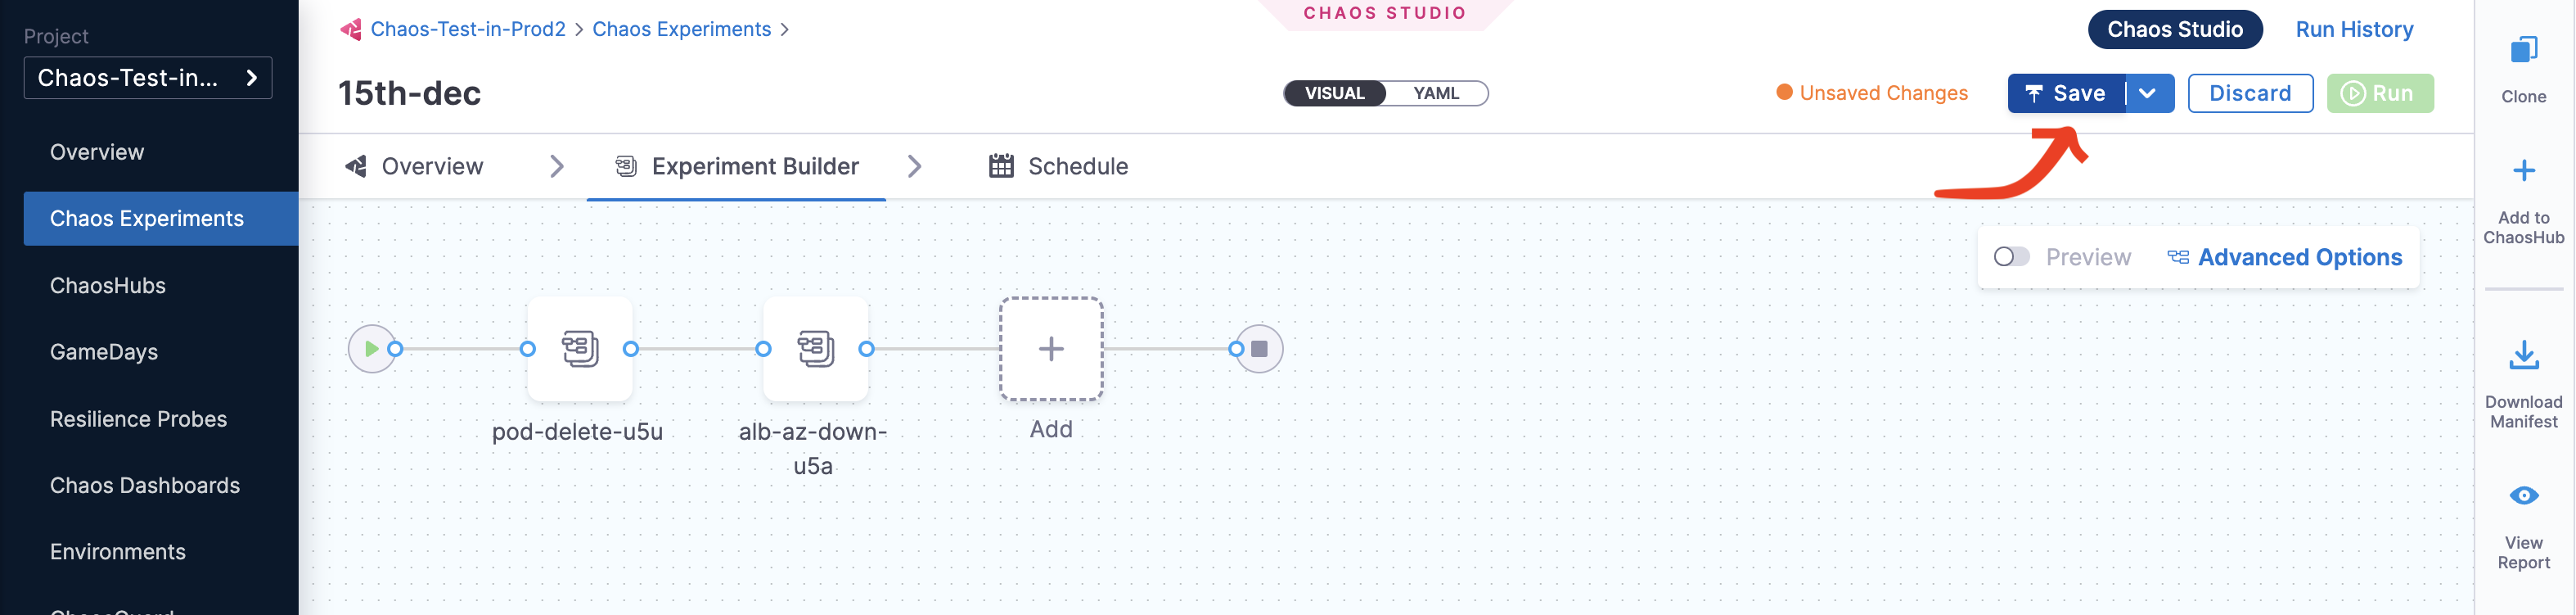 Project
Chaos-Test-in...
Overview
Chaos Experiments
ChaosHubs
GameDays
Resilience Probes
Chaos Dashboards
Environments
Chaos-Test-in-Prod2 > Chaos Experiments >
CHAOS STUDIO
Chaos Studio
Run History
15th-dec
VISUAL
YAML
Unsaved Changes
Save
Discard
Run
Overview
Experiment Builder
Schedule
Preview
Advanced Options
pod-delete-u5u
alb-az-down-
u5a
Add
Clone
Add to
ChaosHub
Download
Manifest
View
Report